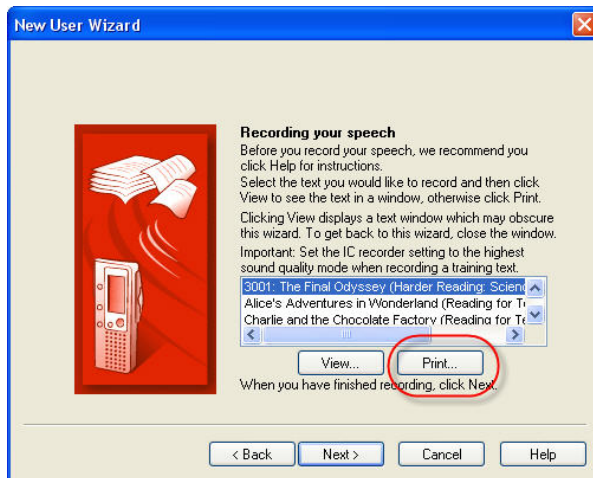 New User Wizard
Recording your speech
Before you record your speech, we recommend you
click Help for instructions.
Select the text you would like to record and then click
View to see the text in a window, otherwise click Print.
Clicking View displays a text window which may obscure
this wizard. To get back to this wizard, close the window.
Important: Set the IC recorder setting to the highest
sound quality mode when recording a training text.
3001: The Final Odyssey (Harder Reading: Scienc
Alice's Adventures in Wonderland (Reading for Te
Charlie and the Chocolate Factory (Reading for Te
View... Print...
When you have finished recording, click Next.
< Back Next > Cancel Help